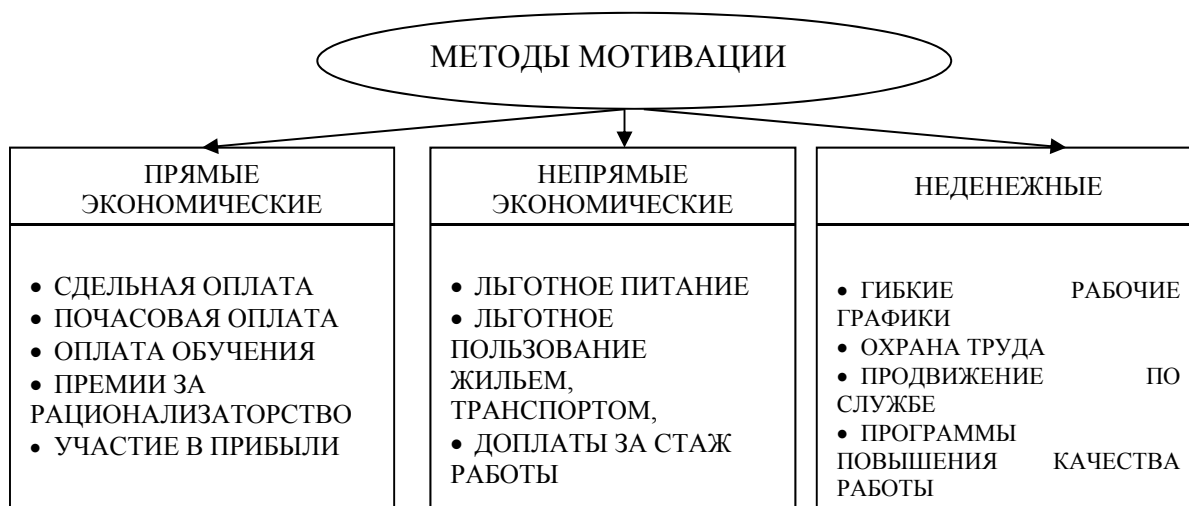 МЕТОДЫ МОТИВАЦИИ
ПРЯМЫЕ
ЭКОНОМИЧЕСКИЕ
• СДЕЛЬНАЯ ОПЛАТА
• ПОЧАСОВАЯ ОПЛАТА
• ОПЛАТА ОБУЧЕНИЯ
• ПРЕМИИ ЗА
РАЦИОНАЛИЗАТОРСТВО
• УЧАСТИЕ В ПРИБЫЛИ
НЕПРЯМЫЕ
ЭКОНОМИЧЕСКИЕ
• ЛЬГОТНОЕ ПИТАНИЕ
• ЛЬГОТНОЕ
ПОЛЬЗОВАНИЕ
ЖИЛЬЕМ,
ТРАНСПОРТОМ,
• ДОПЛАТЫ ЗА СТАЖ
РАБОТЫ
НЕДЕНЕЖНЫЕ
• ГИБКИЕ РАБОЧИЕ
ГРАФИКИ
• ОХРАНА ТРУДА
• ПРОДВИЖЕНИЕ ПО
СЛУЖБЕ
• ПРОГРАММЫ
ПОВЫШЕНИЯ КАЧЕСТВА
РАБОТЫ